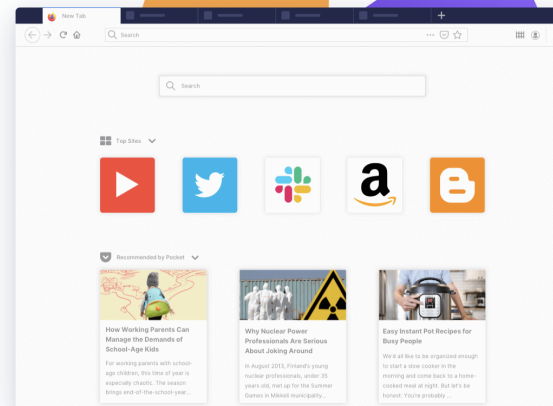 New Tab
Search
Search
Top Sites
a
Recommended by Pocket
How Working Parents Can
Manage the Demands of
School-Age Kids
For working parents with school-
age children, this time of year is
especially chaotic. The season
brings end-of-the-school-year...
Why Nuclear Power
Professionals Are Serious
About Joking Around
In August 2013, Finland's young
nuclear professionals, under 35
years old, met up for the Summer
Games in Mikkeli municipality...
Easy Instant Pot Recipes for
Busy People
We'd all like to be organized enough
to start a slow cooker in the
morning and come back to a home-
cooked meal at night. But let's be
honest: You're probably ...